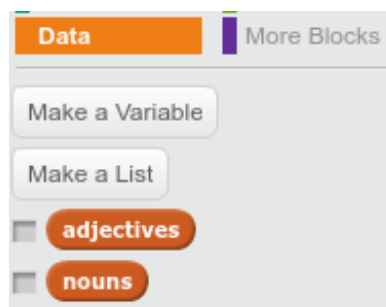 Data More Blocks
Make a Variable
Make a List
adjectives
nouns